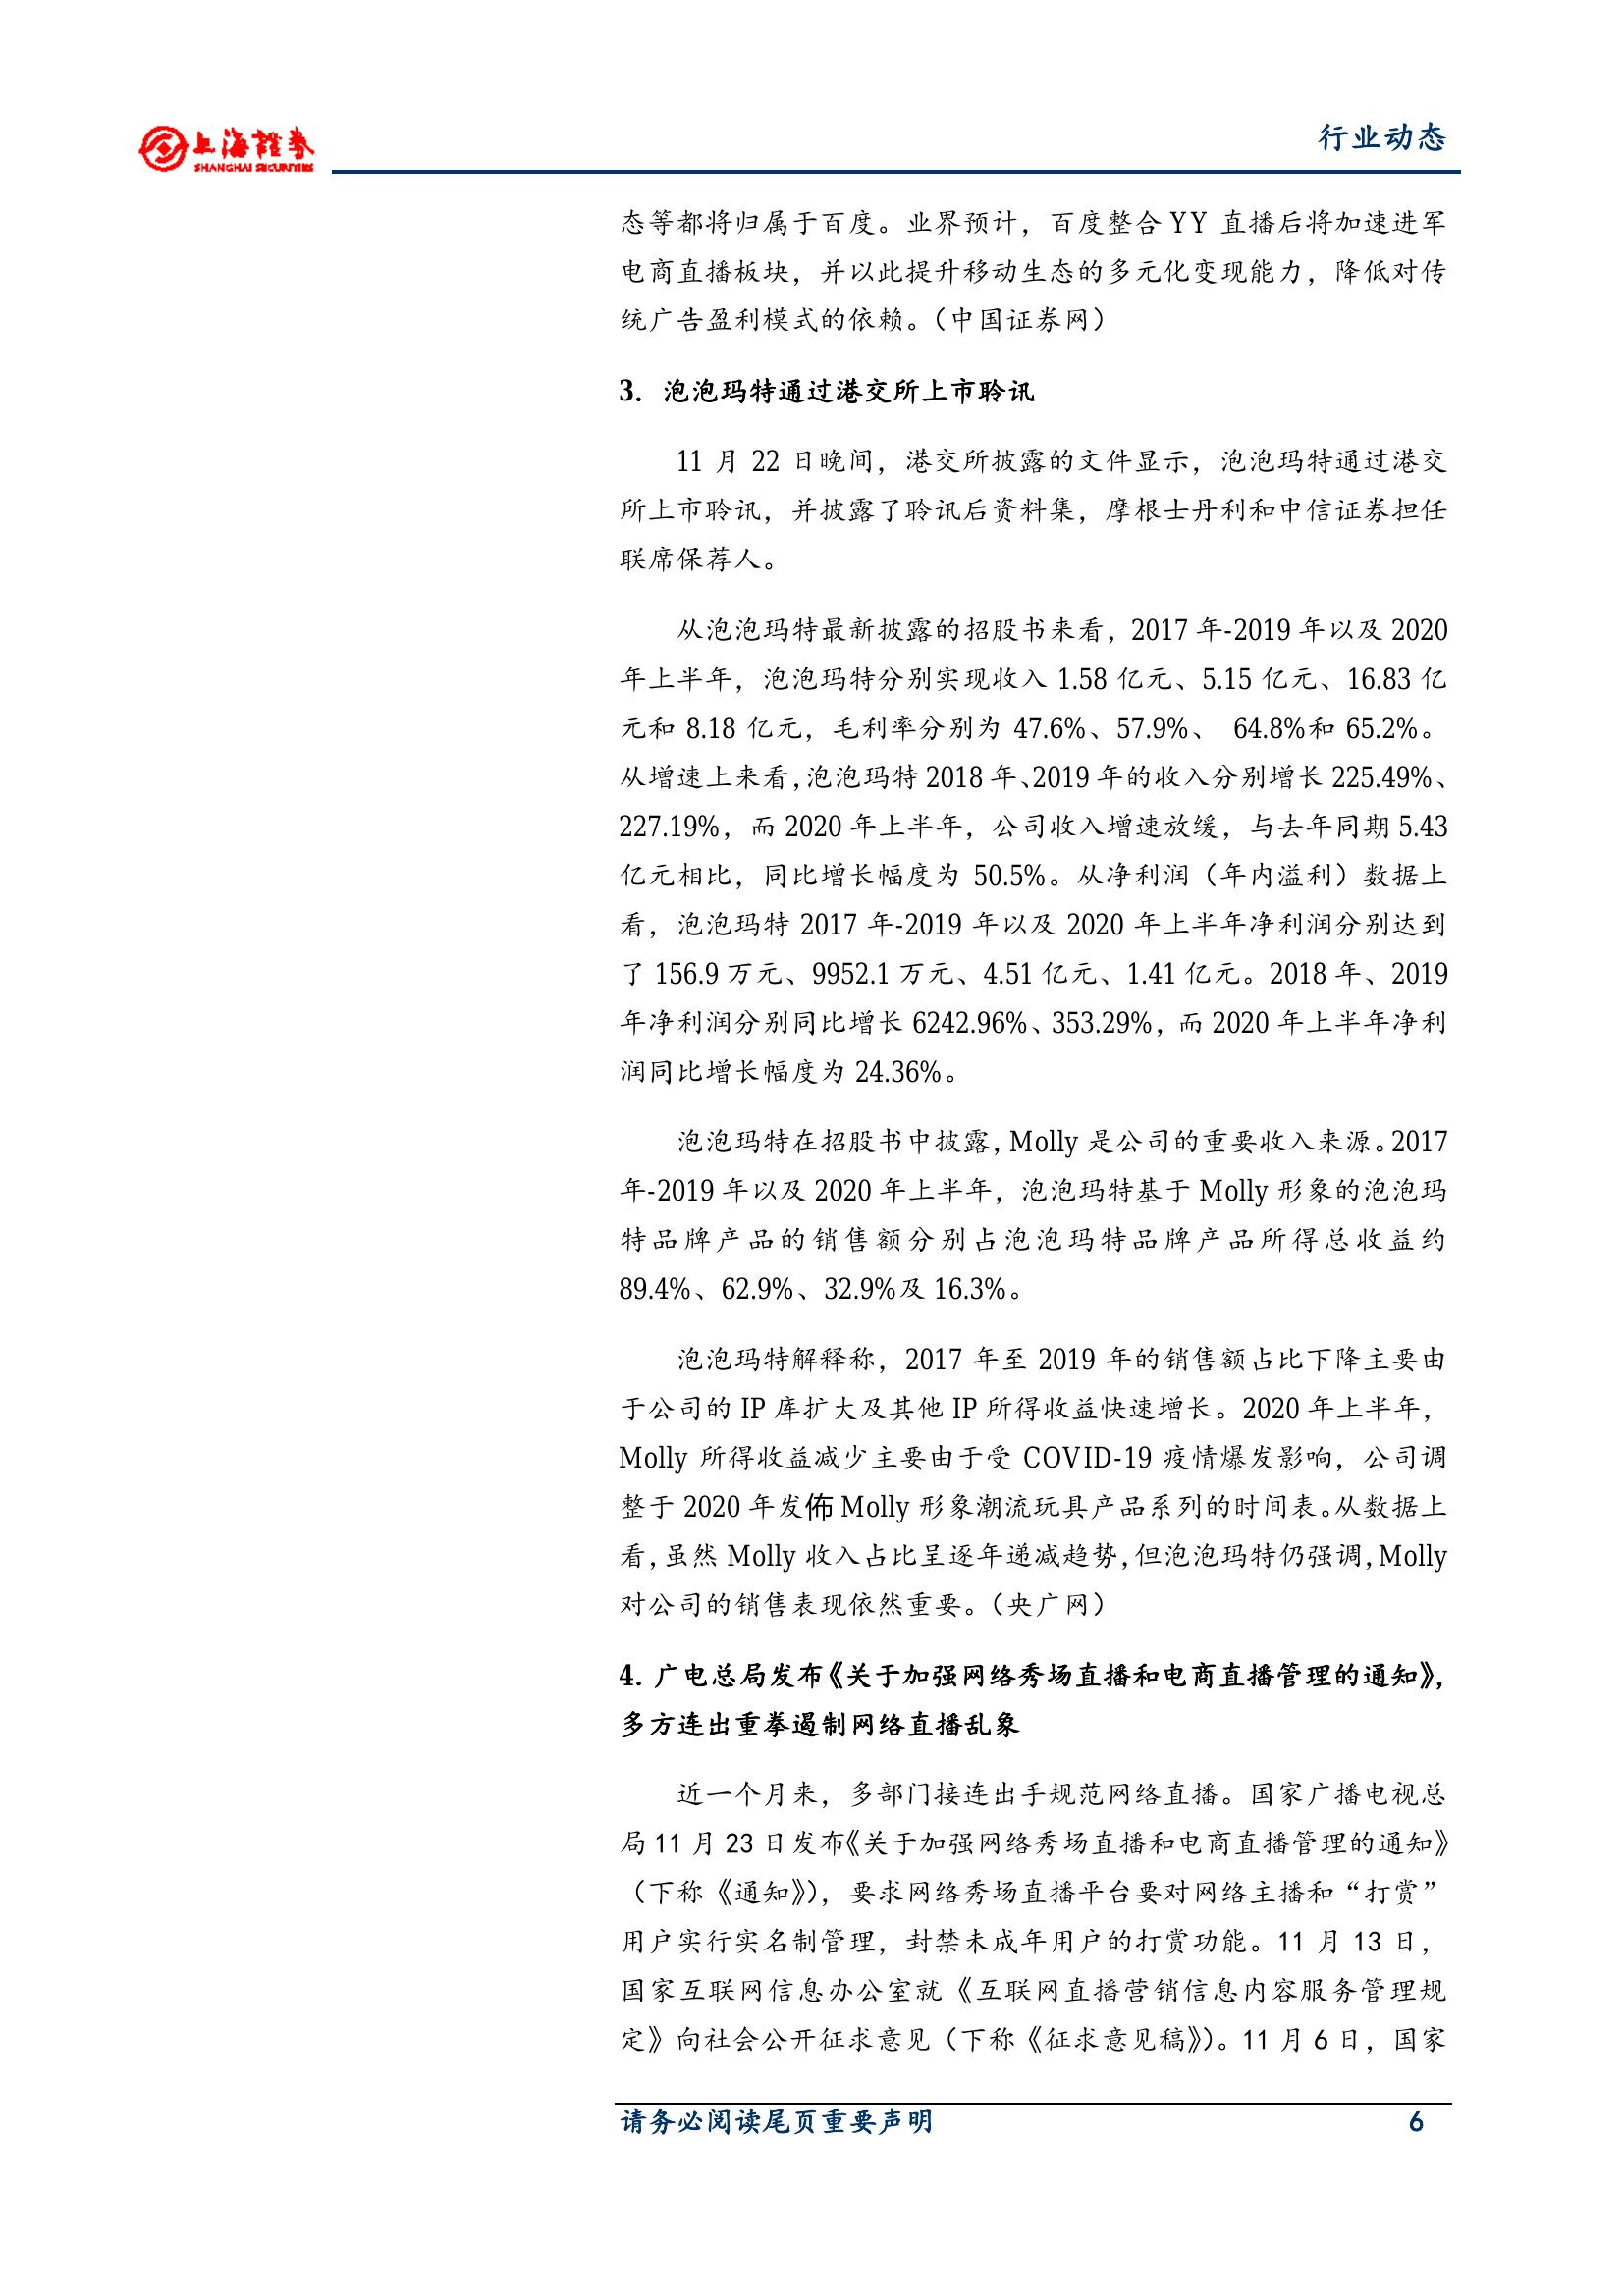 上海證券
SHANGHAI SECURITIES
行业动态
态等都将归属于百度。业界预计，百度整合 YY 直播后将加速进军
电商直播板块，并以此提升移动生态的多元化变现能力，降低对传
统广告盈利模式的依赖。（中国证券网）
3. 泡泡玛特通过港交所上市聆讯
11 月 22 日晚间，港交所披露的文件显示，泡泡玛特通过港交
所上市聆讯，并披露了聆讯后资料集，摩根士丹利和中信证券担任
联席保荐人。
从泡泡玛特最新披露的招股书来看，2017 年-2019 年以及 2020
年上半年，泡泡玛特分别实现收入 1.58 亿元、5.15 亿元、16.83 亿
元和 8.18 亿元，毛利率分别为 47.6%、57.9%、 64.8%和 65.2%。
从增速上来看，泡泡玛特 2018 年、2019 年的收入分别增长 225.49%、
227.19%，而 2020 年上半年，公司收入增速放缓，与去年同期 5.43
亿元相比，同比增长幅度为 50.5%。从净利润（年内溢利）数据上
看，泡泡玛特 2017 年-2019 年以及 2020 年上半年净利润分别达到
了 156.9 万元、9952.1 万元、4.51 亿元、1.41 亿元。2018 年、2019
年净利润分别同比增长 6242.96%、353.29%，而 2020 年上半年净利
润同比增长幅度为 24.36%。
泡泡玛特在招股书中披露，Molly 是公司的重要收入来源。2017
年-2019 年以及 2020 年上半年，泡泡玛特基于 Molly 形象的泡泡玛
特品牌产品的销售额分别占泡泡玛特品牌产品所得总收益约
89.4%、62.9%、32.9%及 16.3%。
泡泡玛特解释称，2017 年至 2019 年的销售额占比下降主要由
于公司的 IP 库扩大及其他 IP 所得收益快速增长。2020 年上半年，
Molly 所得收益减少主要由于受 COVID-19 疫情爆发影响，公司调
整于 2020 年发佈 Molly 形象潮流玩具产品系列的时间表。从数据上
看，虽然 Molly 收入占比呈逐年递减趋势，但泡泡玛特仍强调，Molly
对公司的销售表现依然重要。（央广网）
4. 广电总局发布《关于加强网络秀场直播和电商直播管理的通知》，
多方连出重拳遏制网络直播乱象
近一个月来，多部门接连出手规范网络直播。国家广播电视总
局 11 月 23 日发布《关于加强网络秀场直播和电商直播管理的通知》
（下称《通知》），要求网络秀场直播平台要对网络主播和“打赏”
用户实行实名制管理，封禁未成年用户的打赏功能。11 月 13 日，
国家互联网信息办公室就《互联网直播营销信息内容服务管理规
定》向社会公开征求意见（下称《征求意见稿》）。11 月 6 日，国家
请务必阅读尾页重要声明 6